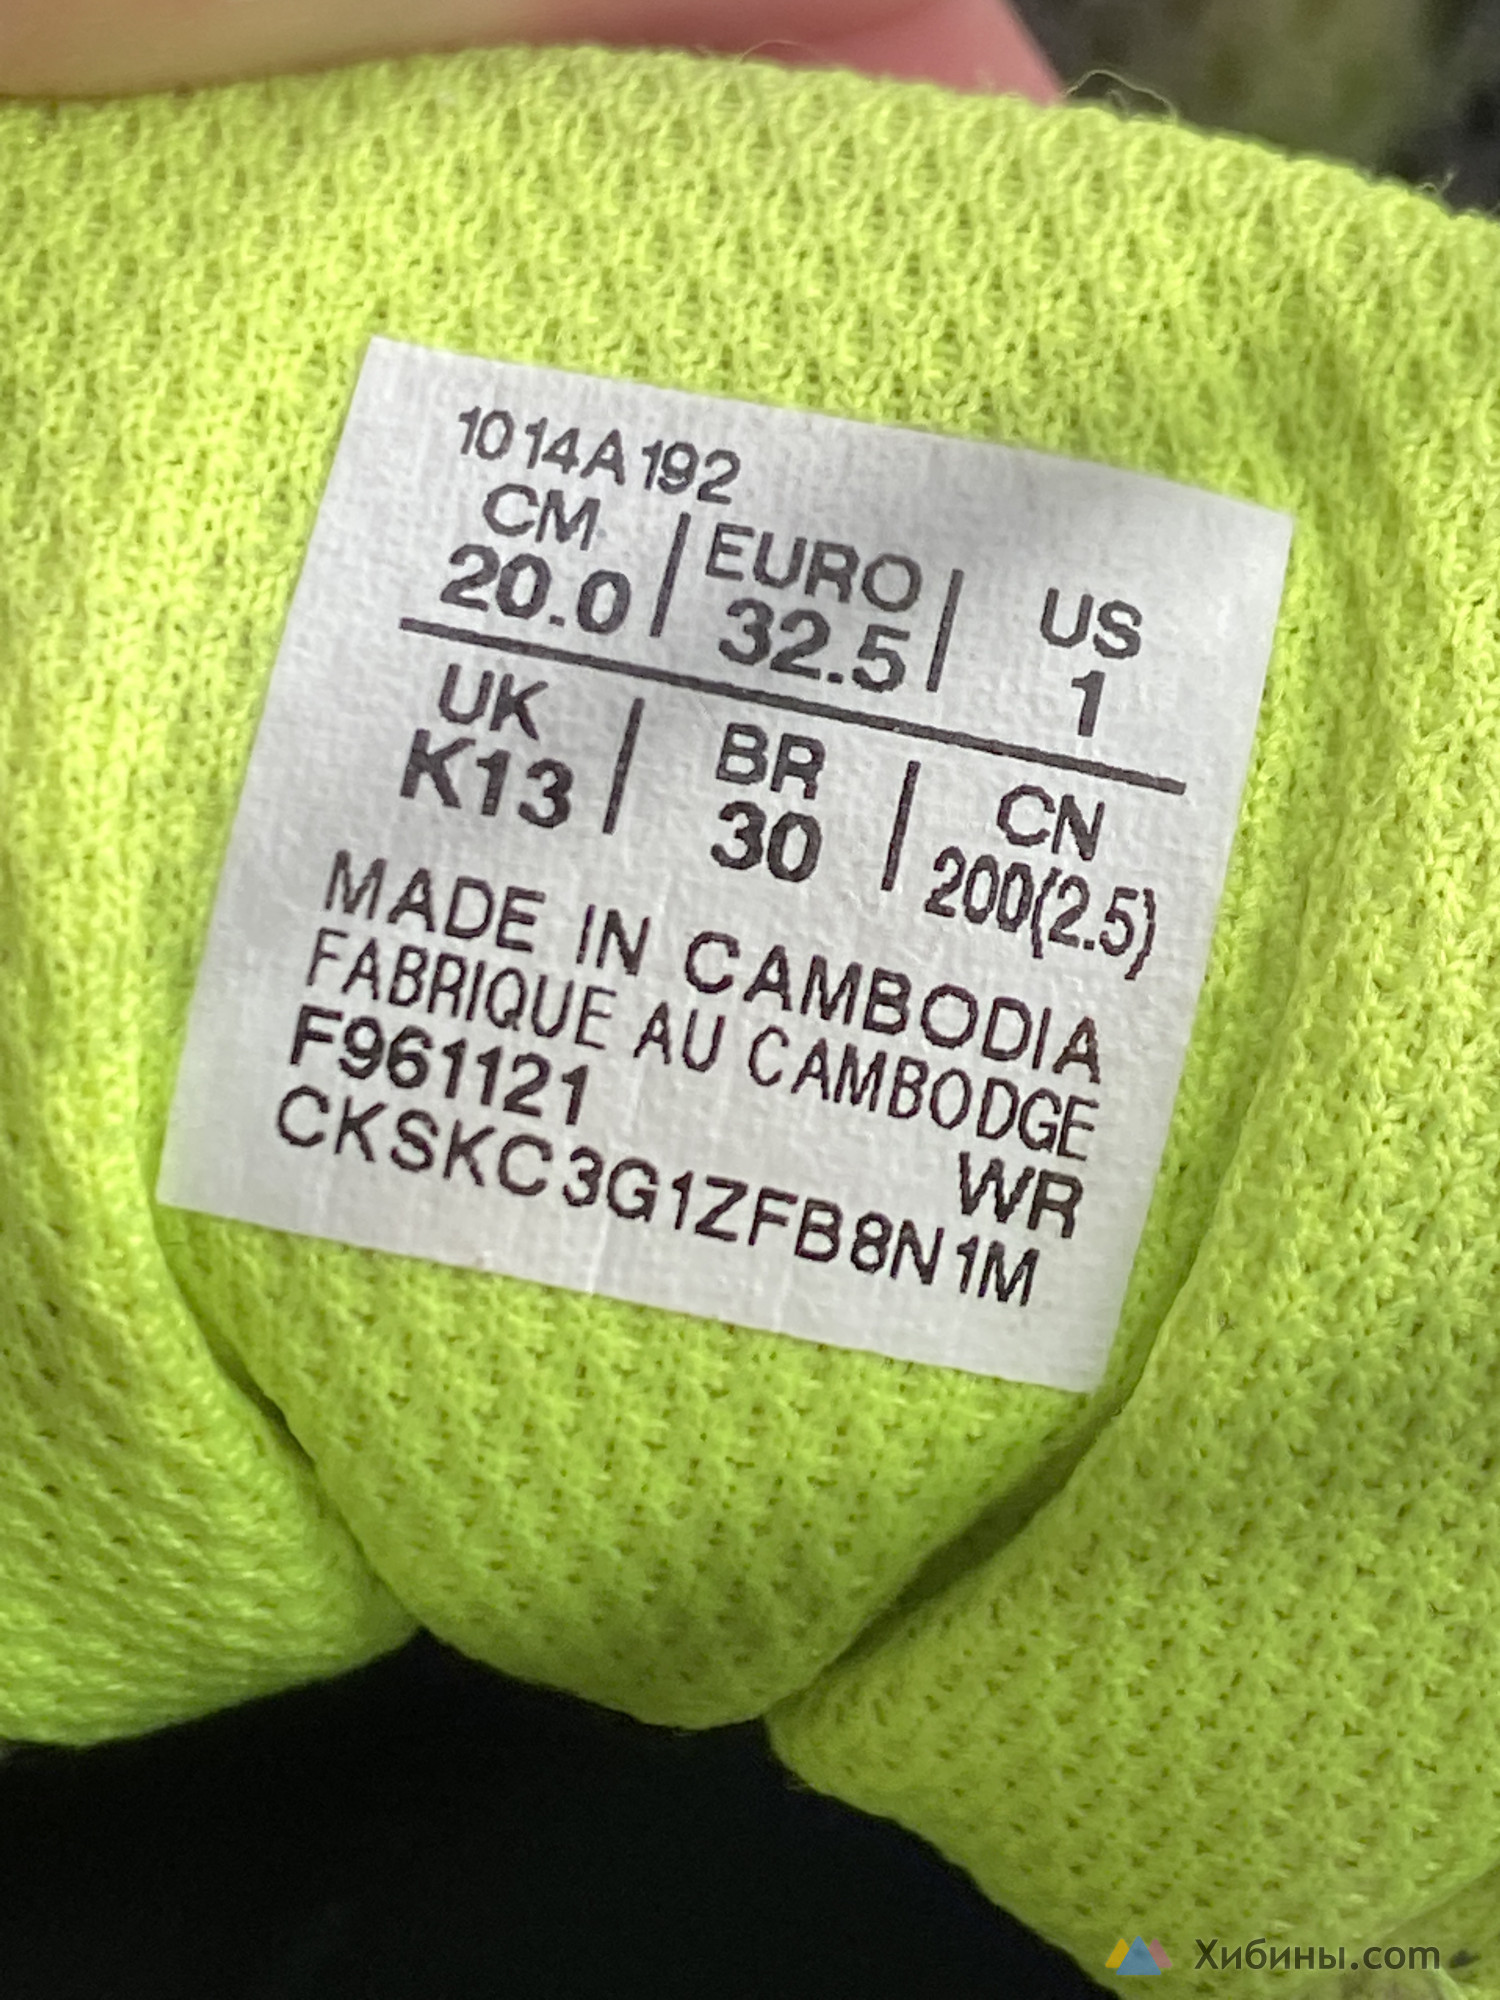 1014A192
CM | EURO | US
20.0 | 32.5 | 1
UK | BR | CN
K13 | 30 | 200(2.5)
MADE IN CAMBODIA
FABRIQUE AU CAMBODGE
F961121 WR
CKSKC3G1ZFB8N1M
Хибины.com